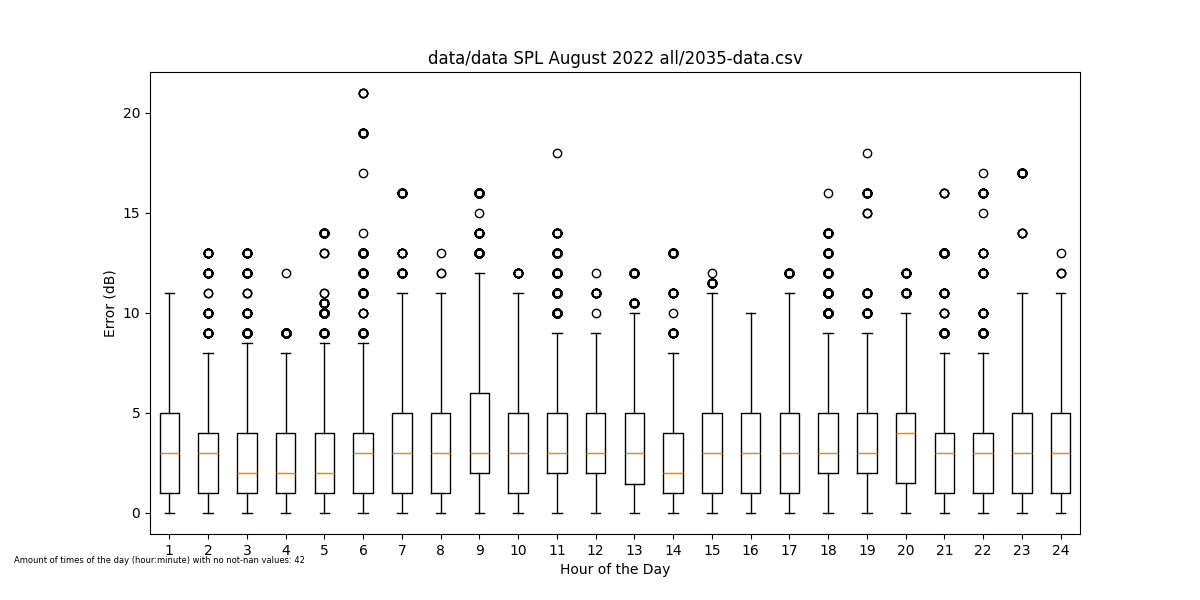 data/data SPL August 2022 all/2035-data.csv
Error (dB)
20
15
10
5
0
1 2 3 4 5 6 7 8 9 10 11 12 13 14 15 16 17 18 19 20 21 22 23 24
Amount of times of the day (hour:minute) with no not-nan values: 42
Hour of the Day